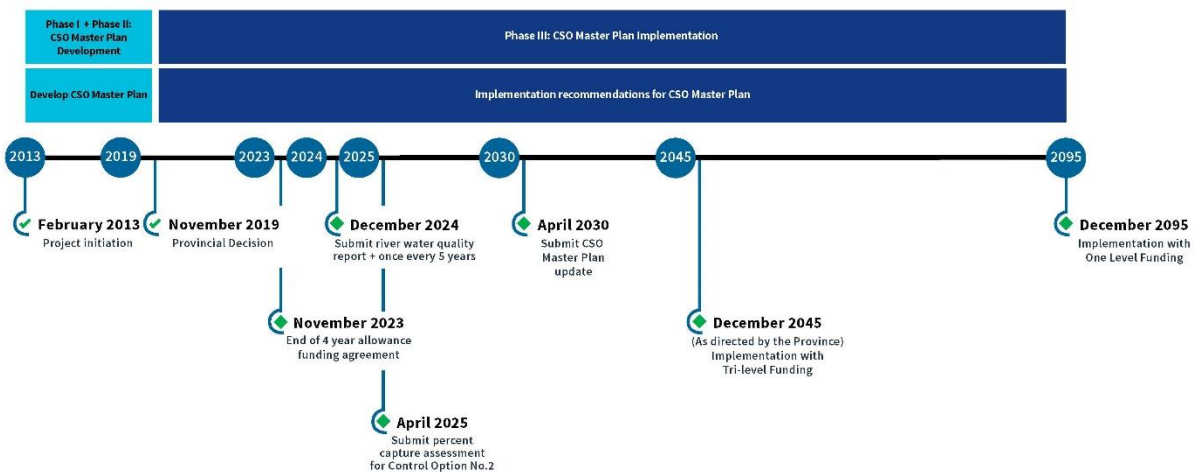 Phase I + Phase II:
CSO Master Plan
Development
Phase III: CSO Master Plan Implementation
Develop CSO Master Plan
Implementation recommendations for CSO Master Plan
2013
2019
2023
2024
2025
2030
2045
2095
February 2013
Project initiation
November 2019
Provincial Decision
December 2024
Submit river water quality
report + once every 5 years
April 2030
Submit CSO
Master Plan
update
December 2095
Implementation with
One Level Funding
November 2023
End of 4 year allowance
funding agreement
December 2045
(As directed by the Province)
Implementation with
Tri-level Funding
April 2025
Submit percent
capture assessment
for Control Option No.2